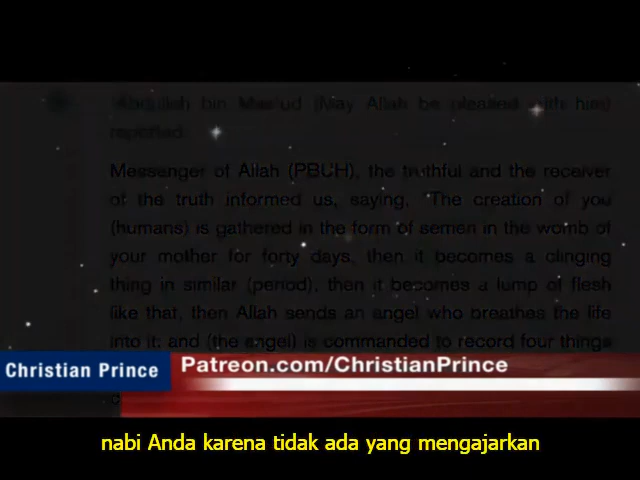 'Abdullah bin Mas'ud (May Allah be pleased with him)
reported:
Messenger of Allah (PBUH), the truthful and the receiver
of the truth informed us, saying, "The creation of you
(humans) is gathered in the form of semen in the womb of
your mother for forty days, then it becomes a clinging
thing in similar (period), then it becomes a lump of flesh
like that, then Allah sends an angel who breathes the life
into it; and (the angel) is commanded to record four things
Christian Prince
Patreon.com/ChristianPrince
nabi Anda karena tidak ada yang mengajarkan